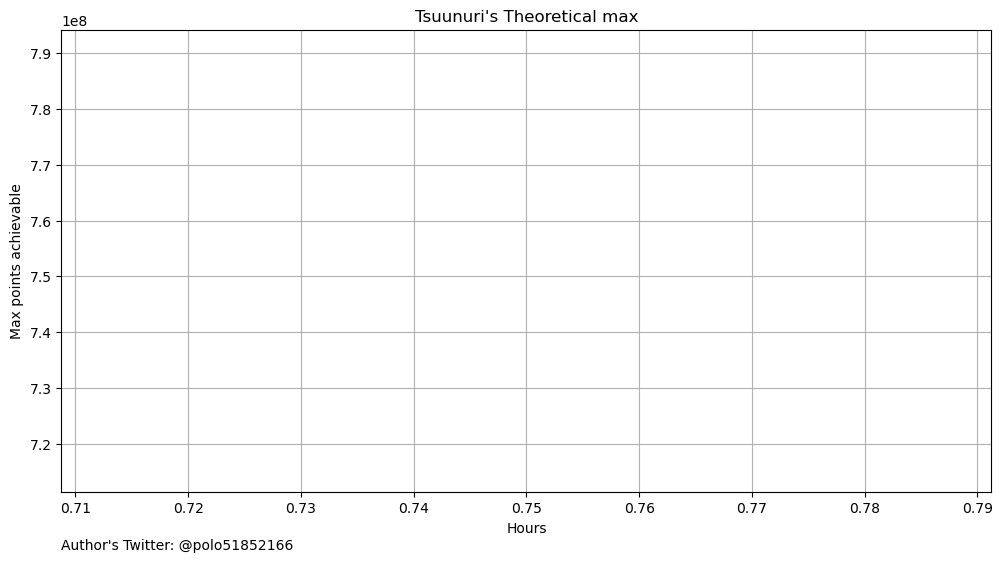 Tsuunuri's Theoretical max
1e8
7.9
7.8
7.7
7.6
7.5
7.4
7.3
7.2
Max points achievable
0.71 0.72 0.73 0.74 0.75 0.76 0.77 0.78 0.79
Hours
Author's Twitter: @polo51852166